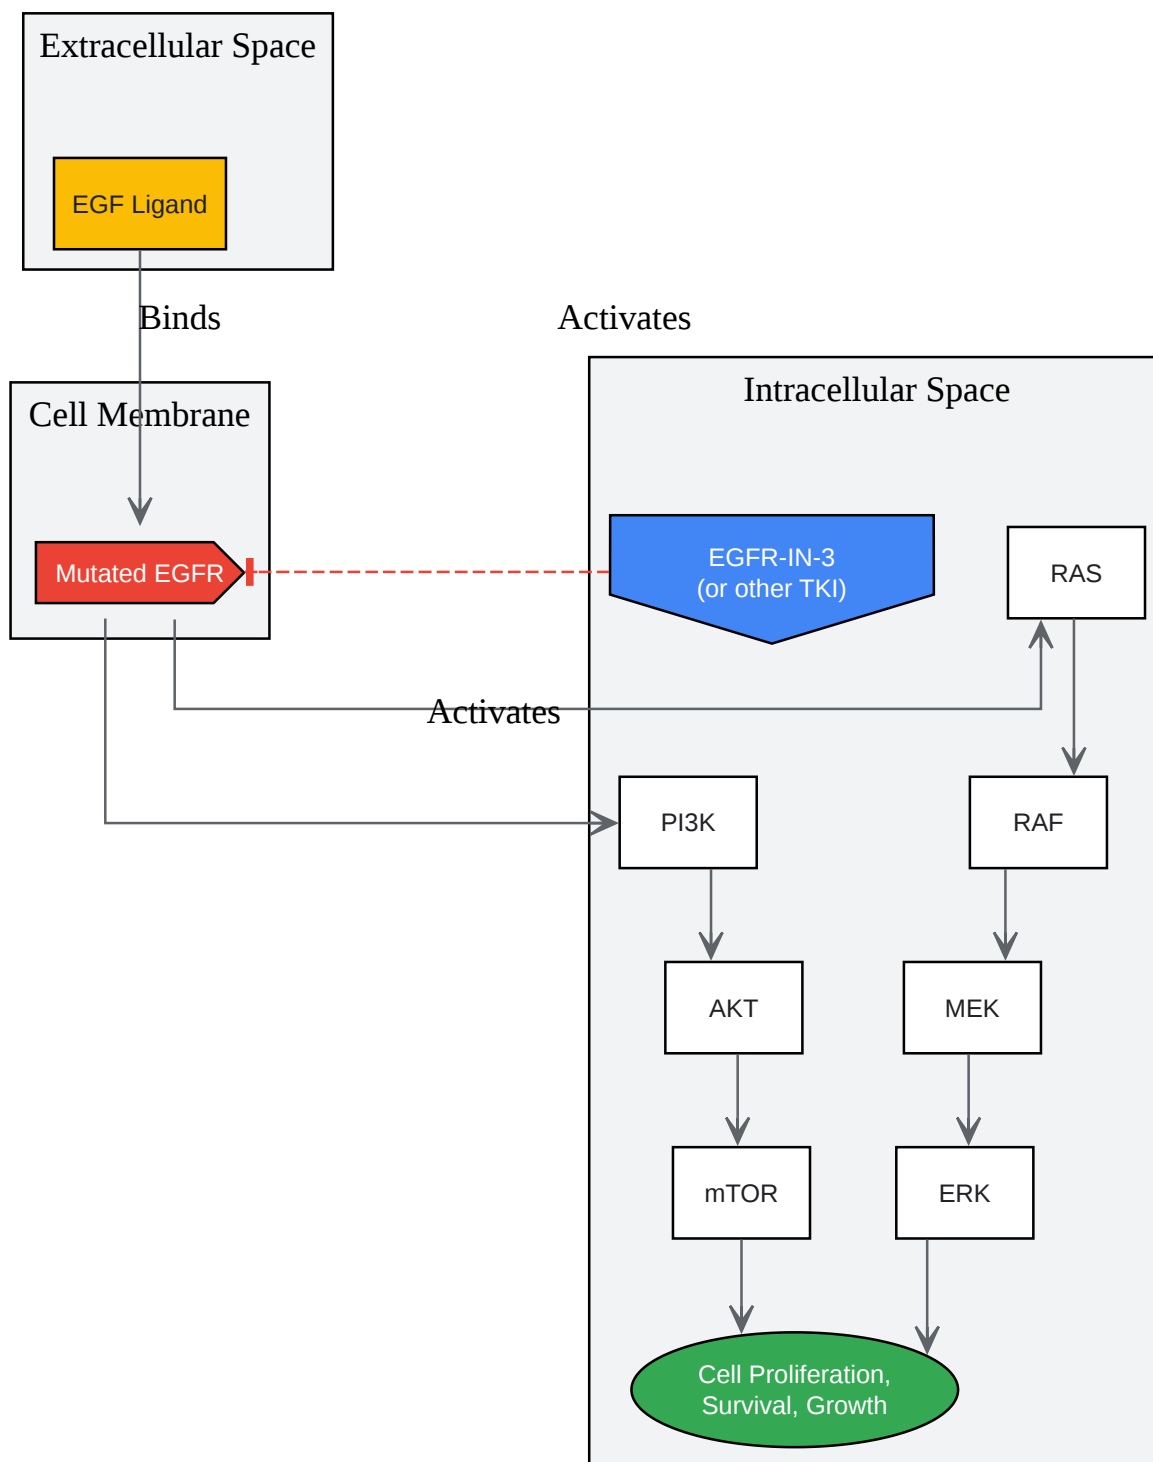 Extracellular Space
EGF Ligand
Binds
Activates
Cell Membrane
Intracellular Space
Mutated EGFR
EGFR-IN-3
(or other TKI)
RAS
Activates
PI3K
RAF
AKT
MEK
mTOR
ERK
Cell Proliferation,
Survival, Growth